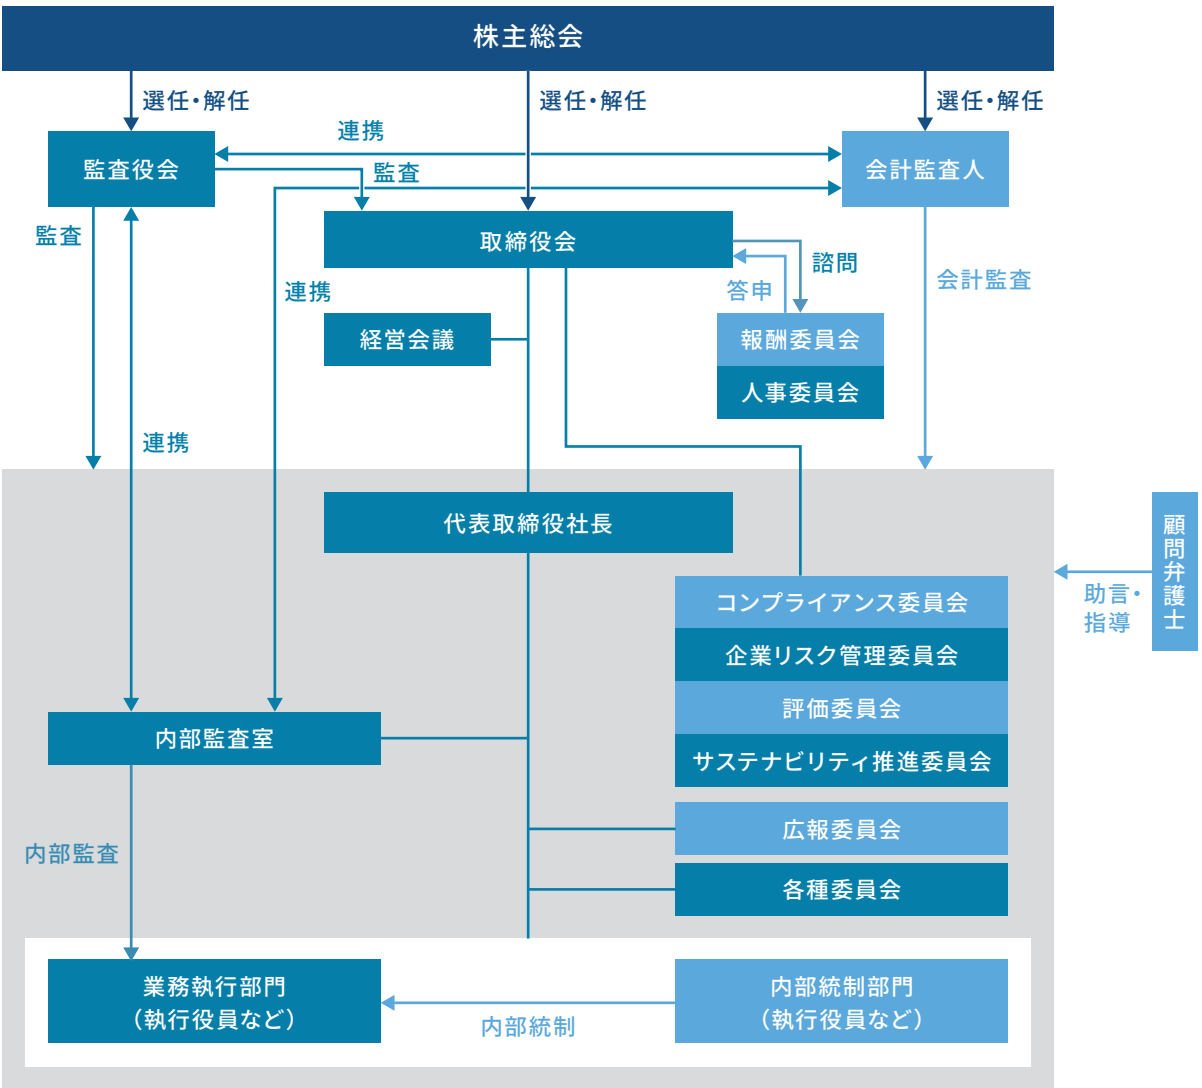 株主総会
選任・解任
選任・解任
選任・解任
連携
監査役会
監査
会計監査人
監査
取締役会
諮問
会計監査
連携
答申
経営会議
報酬委員会
人事委員会
連携
代表取締役社長
顧問弁護士
助言・
指導
コンプライアンス委員会
企業リスク管理委員会
評価委員会
内部監査室
サステナビリティ推進委員会
広報委員会
内部監査
各種委員会
業務執行部門
（執行役員など）
内部統制
内部統制部門
（執行役員など）